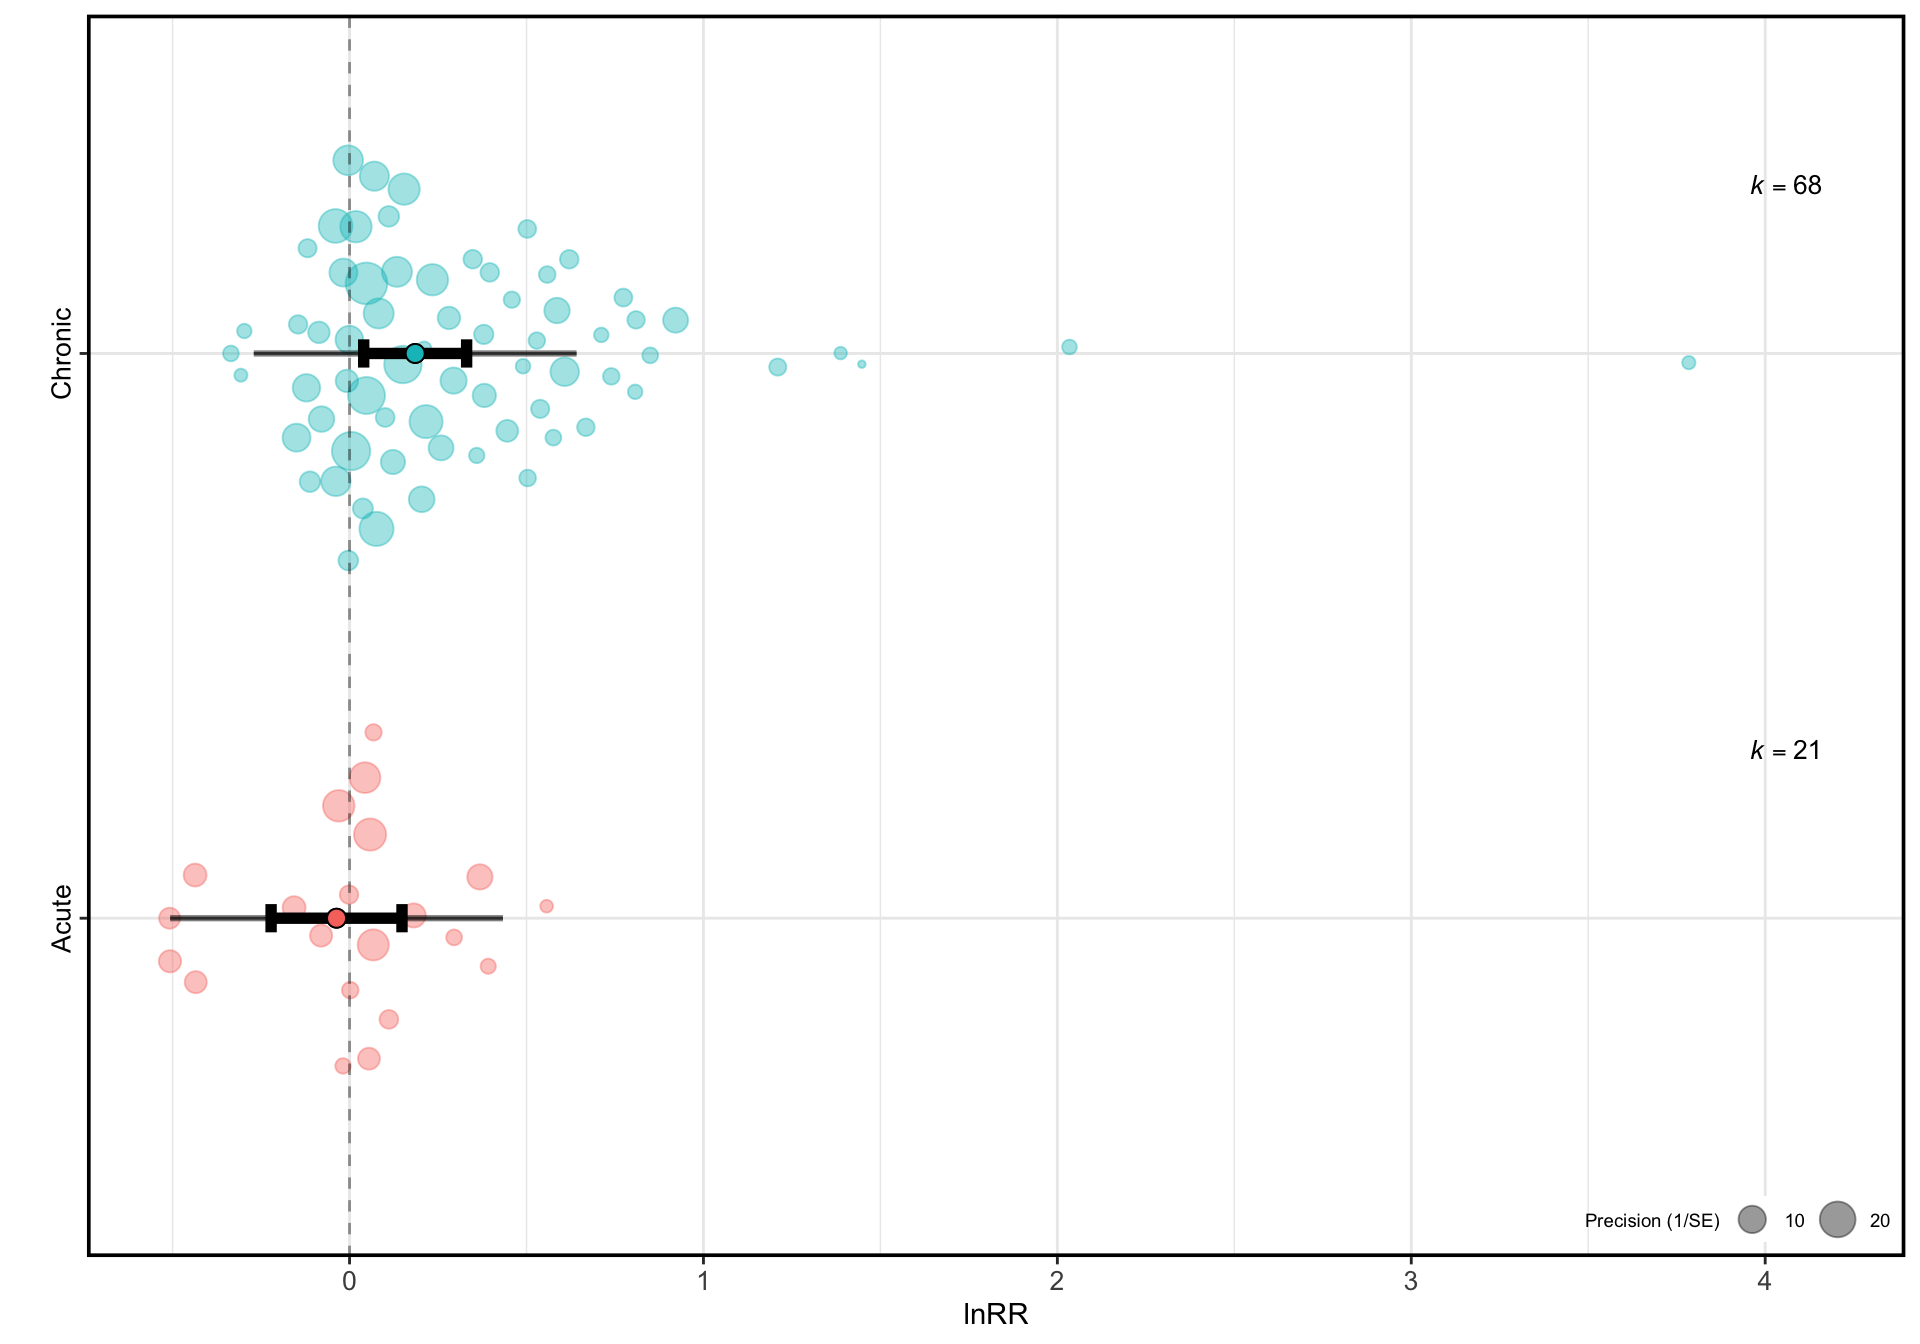 Chronic
k = 68
Acute
k = 21
Precision (1/SE) 10 20
0 1 2 3 4
lnRR